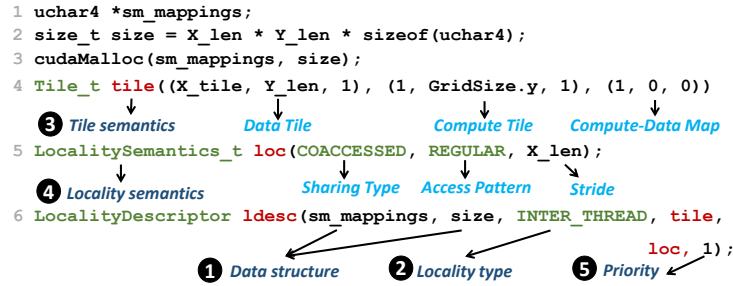 1 uchar4 *sm_mappings;
2 size_t size = X_len * Y_len * sizeof(uchar4);
3 cudaMalloc(sm_mappings, size);
4 Tile_t tile((X_tile, Y_len, 1), (1, GridSize.y, 1), (1, 0, 0))
3 Tile semantics Data Tile Compute Tile Compute-Data Map
5 LocalitySemantics_t loc(COACCESSED, REGULAR, X_len);
4 Locality semantics Sharing Type Access Pattern Stride
6 LocalityDescriptor ldesc(sm_mappings, size, INTER_THREAD, tile,
loc, 1);
1 Data structure 2 Locality type 5 Priority